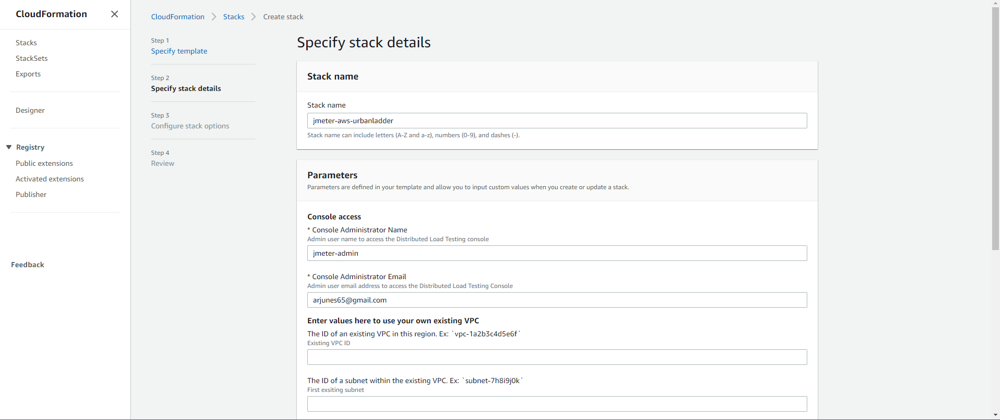 CloudFormation
Stacks
StackSets
Exports
Designer
Registry
Public extensions
Activated extensions
Publisher
Feedback
CloudFormation > Stacks > Create stack
Step 1
Specify template
Step 2
Specify stack details
Step 3
Configure stack options
Step 4
Review
Specify stack details
Stack name
Stack name
jmeter-aws-urbanladder
Stack name can include letters (A-Z and a-z), numbers (0-9), and dashes (-).
Parameters
Parameters are defined in your template and allow you to input custom values when you create or update a stack.
Console access
* Console Administrator Name
Admin user name to access the Distributed Load Testing console
jmeter-admin
* Console Administrator Email
Admin user email address to access the Distributed Load Testing Console
arjunes65@gmail.com
Enter values here to use your own existing VPC
The ID of an existing VPC in this region. Ex: `vpc-1a2b3c4d5e6f`
Existing VPC ID
The ID of a subnet within the existing VPC. Ex: `subnet-7h8i9j0k`
First exsiting subnet